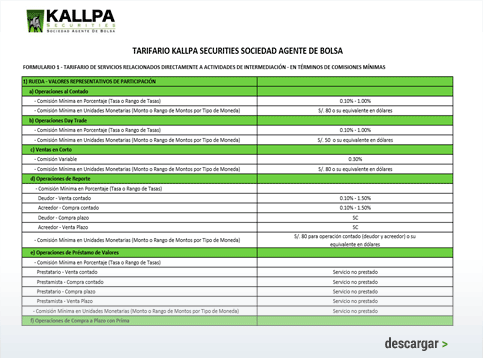 KALLPA
SECURITIES
SOCIEDAD AGENTE DE BOLSA
TARIFARIO KALLPA SECURITIES SOCIEDAD AGENTE DE BOLSA
FORMULARIO 1 - TARIFARIO DE SERVICIOS RELACIONADOS DIRECTAMENTE A ACTIVIDADES DE INTERMEDIACIÓN - EN TÉRMINOS DE COMISIONES MÍNIMAS
1) RUEDA - VALORES REPRESENTATIVOS DE PARTICIPACIÓN
a) Operaciones al Contado
- Comisión Mínima en Porcentaje (Tasa o Rango de Tasas) 0.10% - 1.00%
- Comisión Mínima en Unidades Monetarias (Monto o Rango de Montos por Tipo de Moneda) S/. 80 o su equivalente en dólares
b) Operaciones Day Trade
- Comisión Mínima en Porcentaje (Tasa o Rango de Tasas) 0.10% - 1.00%
- Comisión Mínima en Unidades Monetarias (Monto o Rango de Montos por Tipo de Moneda) S/. 50 o su equivalente en dólares
c) Ventas en Corto
- Comisión Variable 0.30%
- Comisión Mínima en Unidades Monetarias (Monto o Rango de Montos por Tipo de Moneda) S/. 80 o su equivalente en dólares
d) Operaciones de Reporte
- Comisión Mínima en Porcentaje (Tasa o Rango de Tasas)
Deudor - Venta contado 0.10% - 1.50%
Acreedor - Compra contado 0.10% - 1.50%
Deudor - Compra plazo SC
Acreedor - Venta Plazo SC
- Comisión Mínima en Unidades Monetarias (Monto o Rango de Montos por Tipo de Moneda) S/. 80 para operación contado (deudor y acreedor) o su
equivalente en dólares
e) Operaciones de Préstamo de Valores
- Comisión Mínima en Porcentaje (Tasa o Rango de Tasas)
Prestatario - Venta contado Servicio no prestado
Prestamista - Compra contado Servicio no prestado
Prestatario - Compra plazo Servicio no prestado
Prestamista - Venta Plazo Servicio no prestado
- Comisión Mínima en Unidades Monetarias (Monto o Rango de Montos por Tipo de Moneda) Servicio no prestado
f) Operaciones de Compra a Plazo con Prima
descargar >